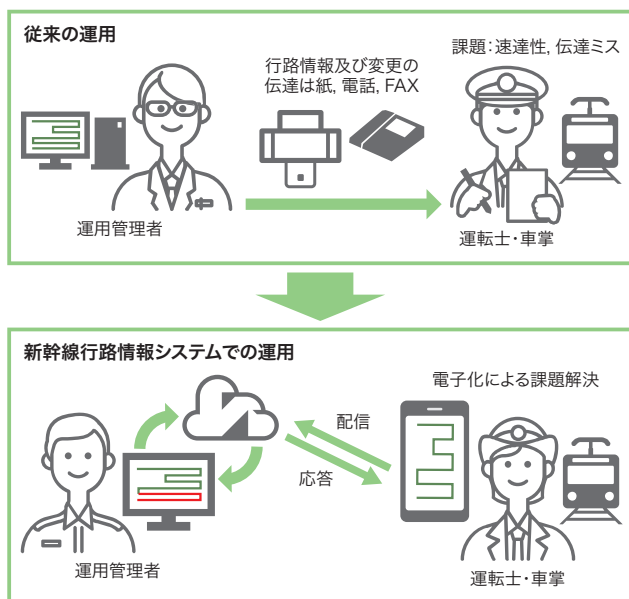 従来の運用
課題：速達性, 伝達ミス
行路情報及び変更の
伝達は紙, 電話, FAX
運用管理者
運転士・車掌
新幹線行路情報システムでの運用
電子化による課題解決
配信
応答
運用管理者
運転士・車掌